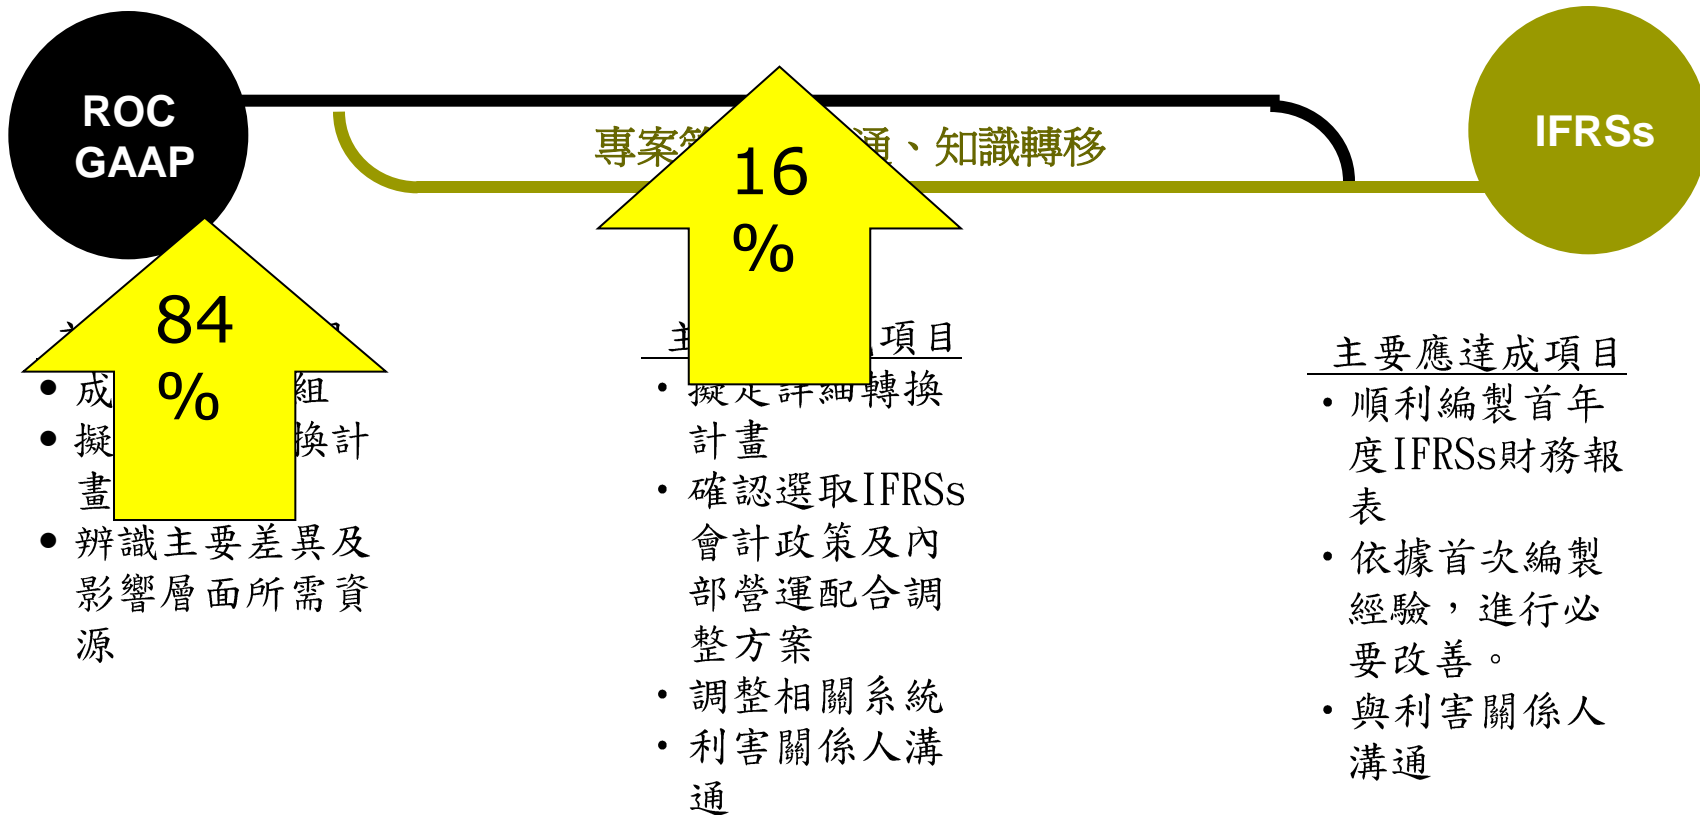 ROC
GAAP
IFRSs
專案 通、知識轉移
16
%
84
%
成 組
擬 換計
畫
辨識主要差異及
影響層面所需資
源
主 項目
• 擬定詳細轉換
計畫
• 確認選取IFRSs
會計政策及內
部營運配合調
整方案
• 調整相關系統
• 利害關係人溝
通
主要應達成項目
• 順利編製首年
度IFRSs財務報
表
• 依據首次編製
經驗，進行必
要改善。
• 與利害關係人
溝通